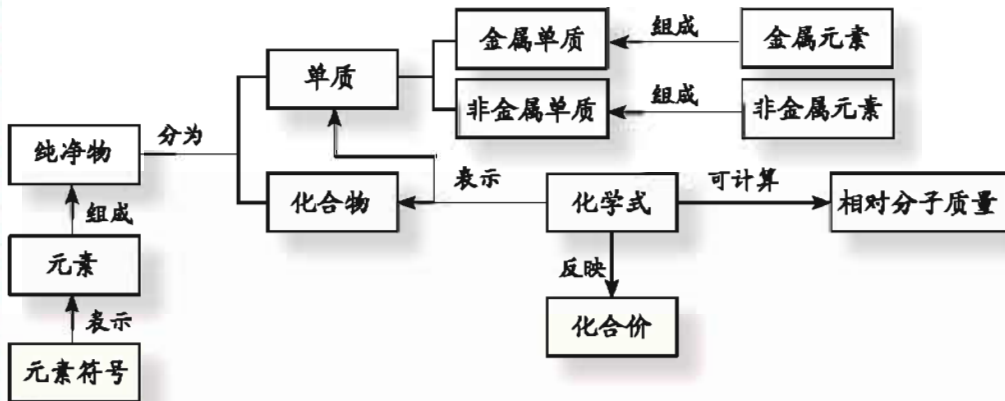 金属单质
组成
金属元素
单质
非金属单质
组成
非金属元素
纯净物
分为
组成
化合物
表示
化学式
可计算
相对分子质量
元素
反映
表示
化合价
元素符号